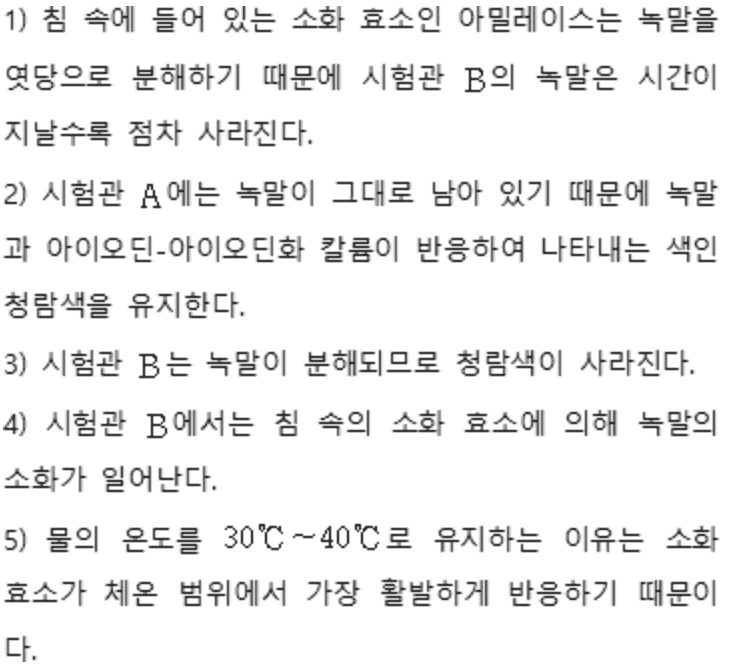 1) 침 속에 들어 있는 소화 효소인 아밀레이스는 녹말을
엿당으로 분해하기 때문에 시험관 B의 녹말은 시간이
지날수록 점차 사라진다.
2) 시험관 A에는 녹말이 그대로 남아 있기 때문에 녹말
과 아이오딘-아이오딘화 칼륨이 반응하여 나타내는 색인
청람색을 유지한다.
3) 시험관 B는 녹말이 분해되므로 청람색이 사라진다.
4) 시험관 B에서는 침 속의 소화 효소에 의해 녹말의
소화가 일어난다.
5) 물의 온도를 30℃～40℃로 유지하는 이유는 소화
효소가 체온 범위에서 가장 활발하게 반응하기 때문이
다.